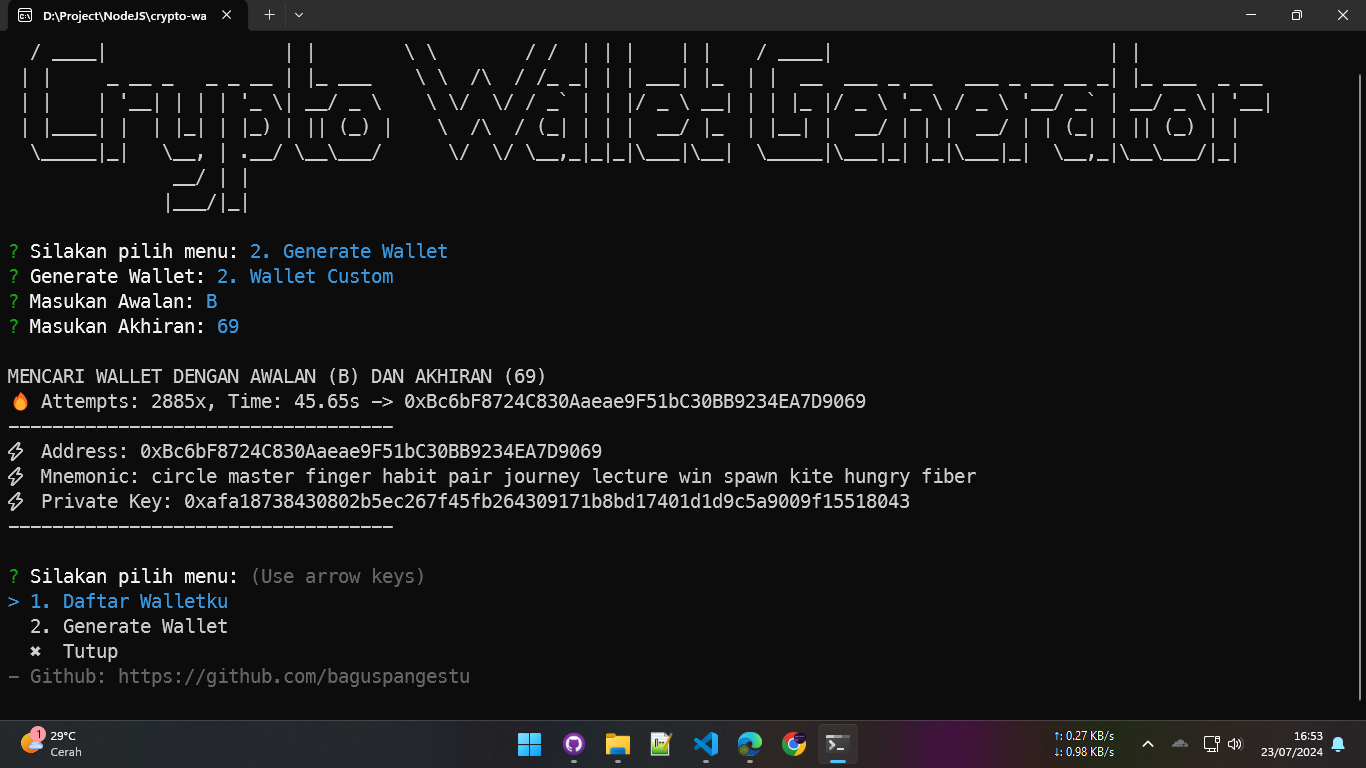 D:\Project\NodeJS\crypto-wa
Crypto Wallet Generator
? Silakan pilih menu: 2. Generate Wallet
? Generate Wallet: 2. Wallet Custom
? Masukan Awalan: B
? Masukan Akhiran: 69
MENCARI WALLET DENGAN AWALAN (B) DAN AKHIRAN (69)
🔥 Attempts: 2885x, Time: 45.65s -> 0xBc6bF8724C830Aaeae9F51bC30BB9234EA7D9069
-----------------------------------
⚡ Address: 0xBc6bF8724C830Aaeae9F51bC30BB9234EA7D9069
⚡ Mnemonic: circle master finger habit pair journey lecture win spawn kite hungry fiber
⚡ Private Key: 0xafa18738430802b5ec267f45fb264309171b8bd17401d1d9c5a9009f15518043
-----------------------------------
? Silakan pilih menu: (Use arrow keys)
> 1. Daftar Walletku
2. Generate Wallet
✖ Tutup
- Github: https://github.com/baguspangestu
1
29°C
Cerah
↑: 0.27 KB/s
↓: 0.98 KB/s
16:53
23/07/2024